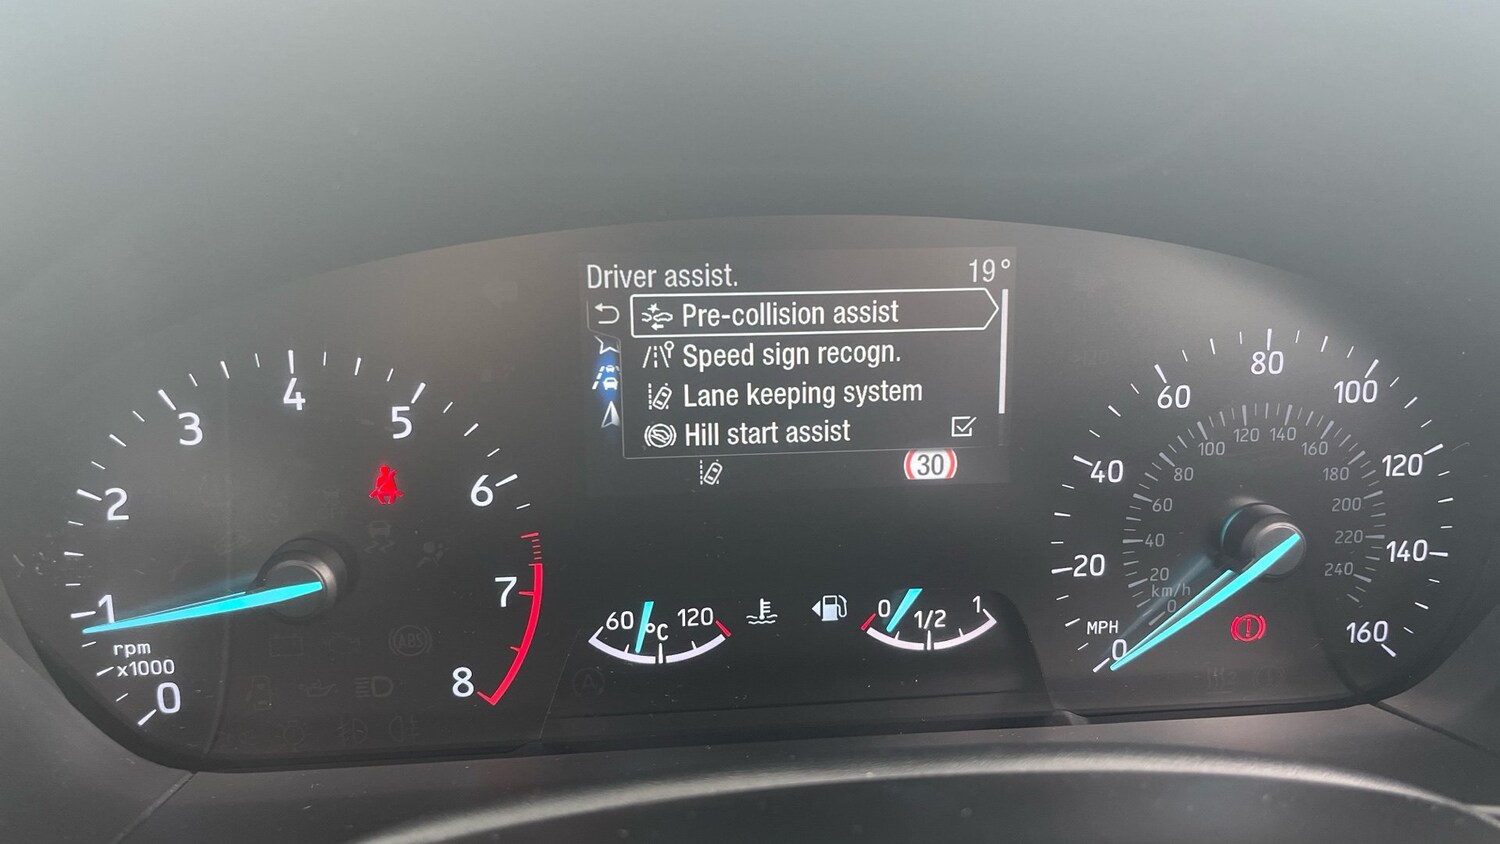 Driver assist. 19°
Pre-collision assist
Speed sign recogn.
Lane keeping system
Hill start assist
30
0
1
2
3
4
5
6
7
8
rpm
x1000
ABS
A
60 °C 120
0 1/2 1
0
20
40
60
80
100
120
140
160
MPH
km/h
0
20
40
60
80
100
120
140
160
180
200
220
240